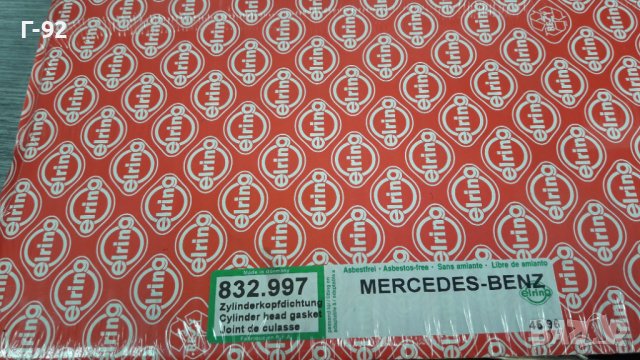 Г-92
elring
Made in Germany
832.997
Zylinderkopfdichtung
Cylinder head gasket
Joint de culasse
Asbestfrei · Asbestos-free · Sans amiante · Libre de amianto
MERCEDES-BENZ
elring